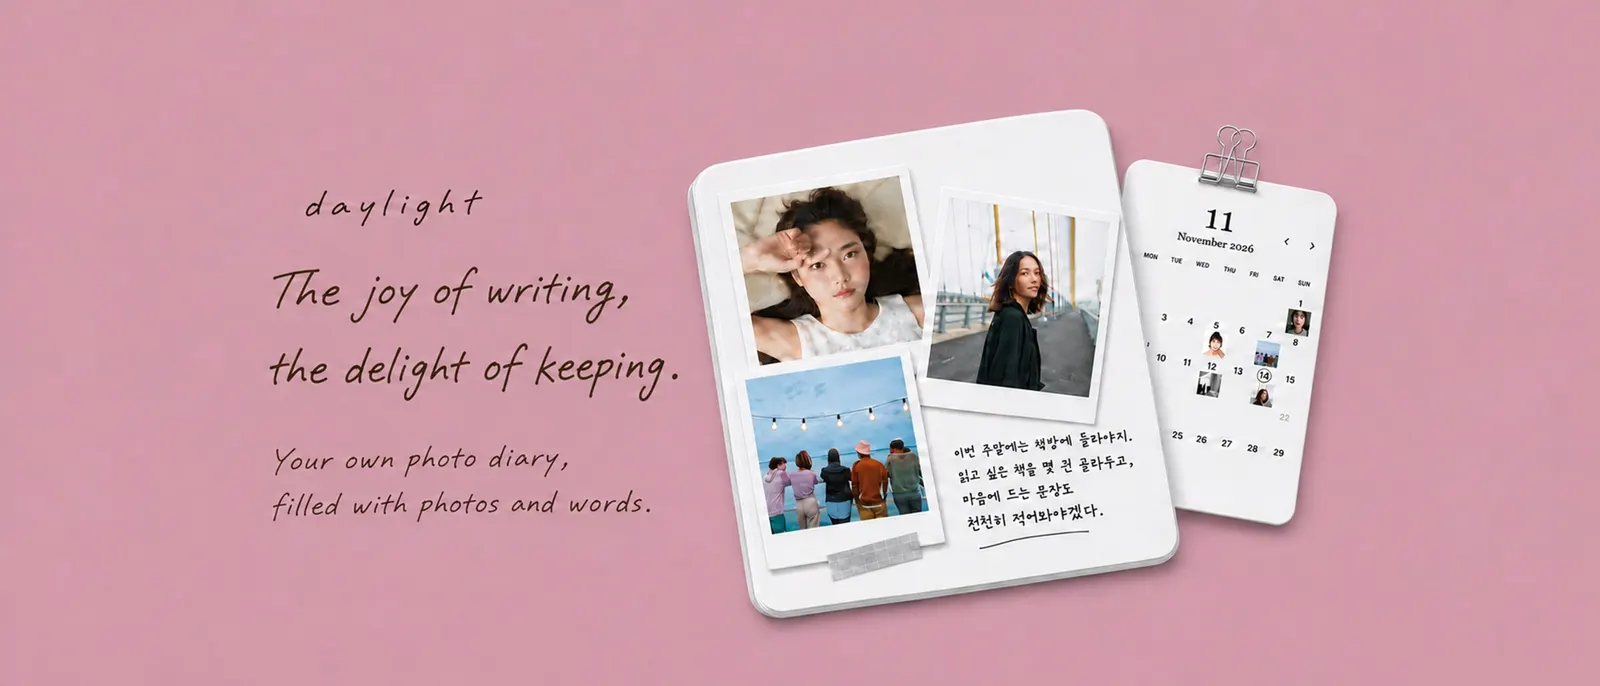 daylight
The joy of writing,
the delight of keeping.
Your own photo diary,
filled with photos and words.
이번 주말에는 책방에 들라야지.
읽고 싶은 책을 몇 권 골라두고,
마음에 드는 문장도
천천히 적어봐야겠다.
11
November 2026
MON TUE WED THU FRI SAT SUN
1
3 4 5 6 7 8
10 11 12 13 14 15
22
25 26 27 28 29